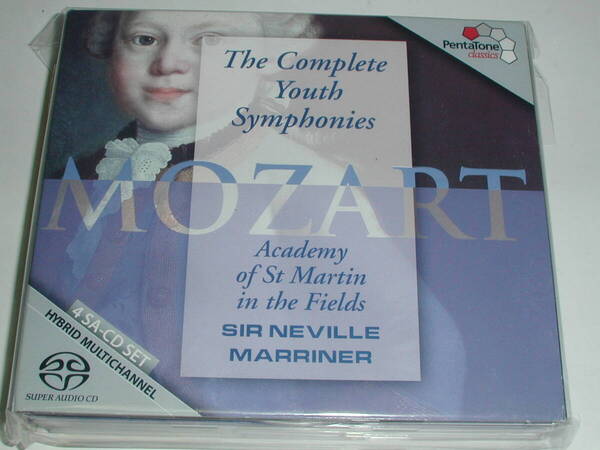 PentaTone
classics
The Complete
Youth
Symphonies
MOZART
Academy
of St Martin
in the Fields
SIR NEVILLE
MARRINER
4 SA-CD SET
HYBRID MULTICHANNEL
SUPER AUDIO CD